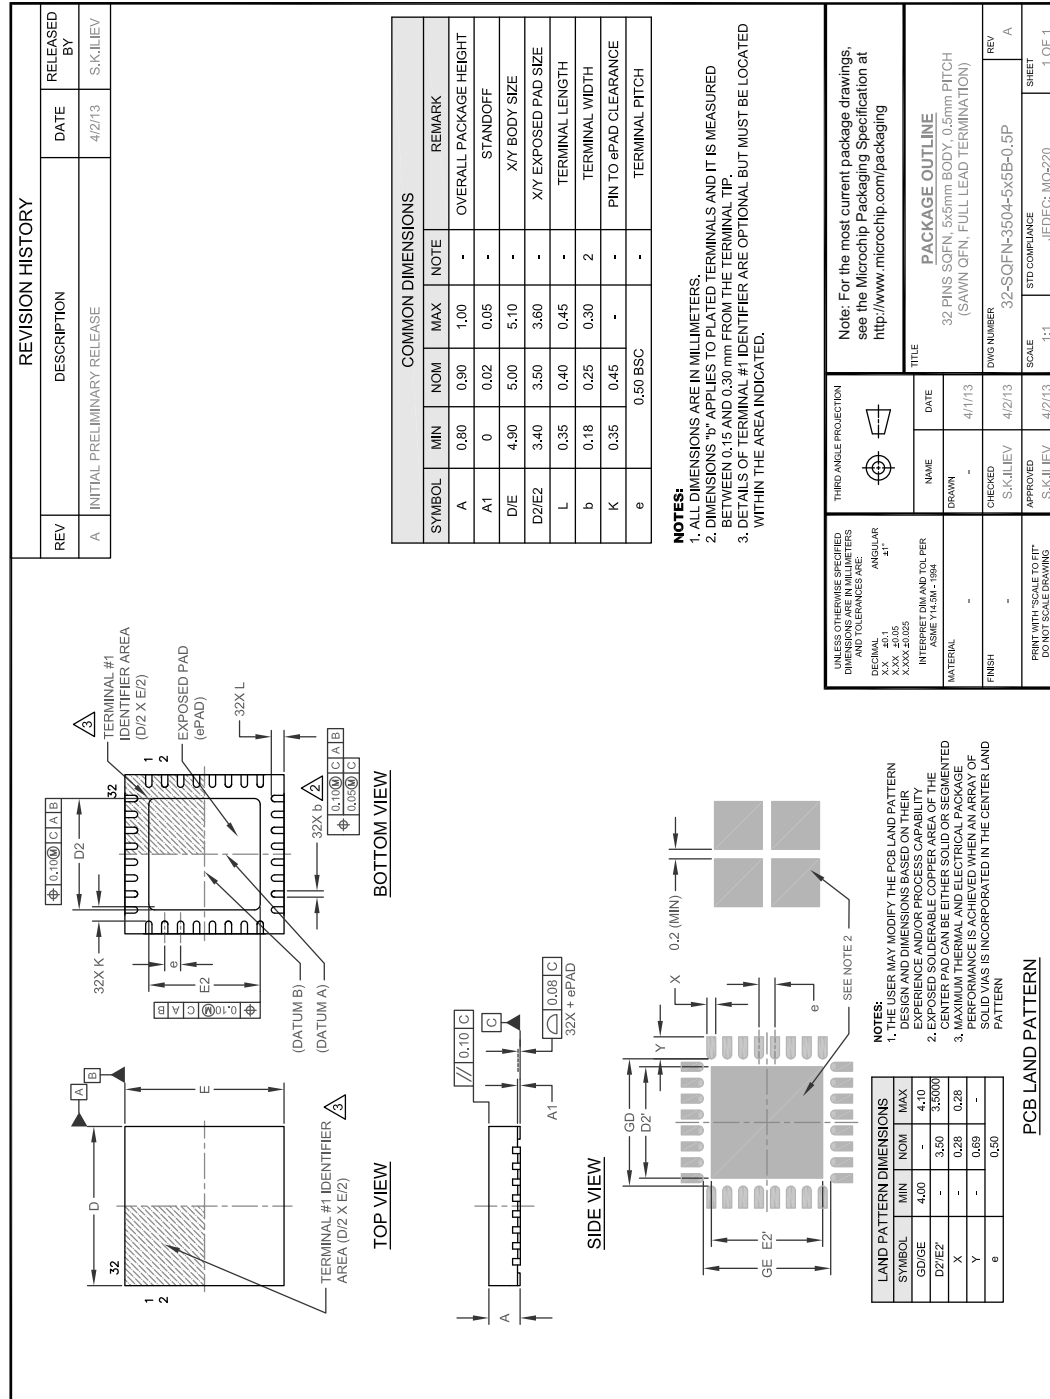 REVISION HISTORY
REV DESCRIPTION DATE RELEASED BY
A INITIAL PRELIMINARY RELEASE 4/2/13 S.K.ILIEV
D
E
A
B
32
1
2
TERMINAL #1 IDENTIFIER
AREA (D/2 X E/2)
3
TOP VIEW
0.10 M C A B
D2
32X K
e
E2
0.10 M C A B
32
1
2
3
TERMINAL #1
IDENTIFIER AREA
(D/2 X E/2)
EXPOSED PAD
(ePAD)
32X L
32X b
2
0.10 M C A B
0.05 M C
(DATUM B)
(DATUM A)
BOTTOM VIEW
COMMON DIMENSIONS
SYMBOL MIN NOM MAX NOTE REMARK
A 0.80 0.90 1.00 - OVERALL PACKAGE HEIGHT
A1 0 0.02 0.05 - STANDOFF
D/E 4.90 5.00 5.10 - X/Y BODY SIZE
D2/E2 3.40 3.50 3.60 - X/Y EXPOSED PAD SIZE
L 0.35 0.40 0.45 - TERMINAL LENGTH
b 0.18 0.25 0.30 2 TERMINAL WIDTH
K 0.35 0.45 - - PIN TO ePAD CLEARANCE
e 0.50 BSC - TERMINAL PITCH
A
// 0.10 C
C
A1
0.08 C
32X + ePAD
SIDE VIEW
NOTES:
1. ALL DIMENSIONS ARE IN MILLIMETERS.
2. DIMENSIONS "b" APPLIES TO PLATED TERMINALS AND IT IS MEASURED
BETWEEN 0.15 AND 0.30 mm FROM THE TERMINAL TIP.
3. DETAILS OF TERMINAL #1 IDENTIFIER ARE OPTIONAL BUT MUST BE LOCATED
WITHIN THE AREA INDICATED.
GD
D2'
Y
X
0.2 (MIN)
E2'
GE
e
SEE NOTE 2
LAND PATTERN DIMENSIONS
SYMBOL MIN NOM MAX
GD/GE 4.00 - 4.10
D2'/E2' - 3.50 3.5000
X - 0.28 0.28
Y - 0.69 -
e 0.50
NOTES:
1. THE USER MAY MODIFY THE PCB LAND PATTERN
DESIGN AND DIMENSIONS BASED ON THEIR
EXPERIENCE AND/OR PROCESS CAPABILITY
2. EXPOSED SOLDERABLE COPPER AREA OF THE
CENTER PAD CAN BE EITHER SOLID OR SEGMENTED
3. MAXIMUM THERMAL AND ELECTRICAL PACKAGE
PERFORMANCE IS ACHIEVED WHEN AN ARRAY OF
SOLID VIAS IS INCORPORATED IN THE CENTER LAND
PATTERN
PCB LAND PATTERN
UNLESS OTHERWISE SPECIFIED
DIMENSIONS ARE IN MILLIMETERS
AND TOLERANCES ARE:
DECIMAL ANGULAR
X.X ±0.1 ±1°
X.XX ±0.05
X.XXX ±0.025
INTERPRET DIM AND TOL PER
ASME Y14.5M - 1994
MATERIAL
-
FINISH
-
PRINT WITH "SCALE TO FIT"
DO NOT SCALE DRAWING
THIRD ANGLE PROJECTION
NAME DATE
DRAWN
- 4/1/13
CHECKED
S.K.ILIEV 4/2/13
APPROVED
S.K.ILIEV 4/2/13
Note: For the most current package drawings,
see the Microchip Packaging Specification at
http://www.microchip.com/packaging
TITLE
PACKAGE OUTLINE
32 PINS SQFN, 5x5mm BODY, 0.5mm PITCH
(SAWN QFN, FULL LEAD TERMINATION)
DWG NUMBER
32-SQFN-3504-5x5B-0.5P
REV
A
SCALE
1:1
STD COMPLIANCE
JEDEC: MO-220
SHEET
1 OF 1